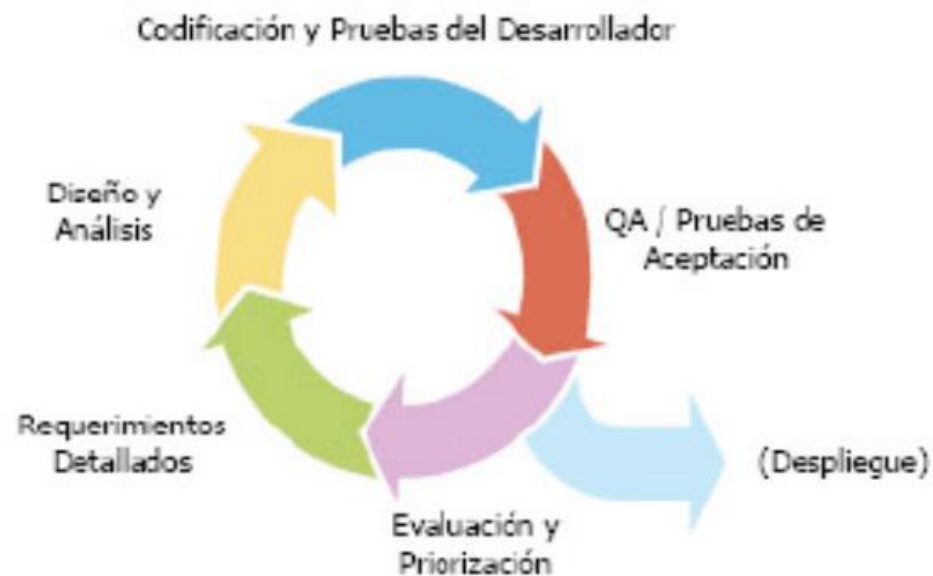 Codificación y Pruebas del Desarrollador
Diseño y
Análisis
QA / Pruebas de
Aceptación
Requerimientos
Detallados
(Despliegue)
Evaluación y
Priorización